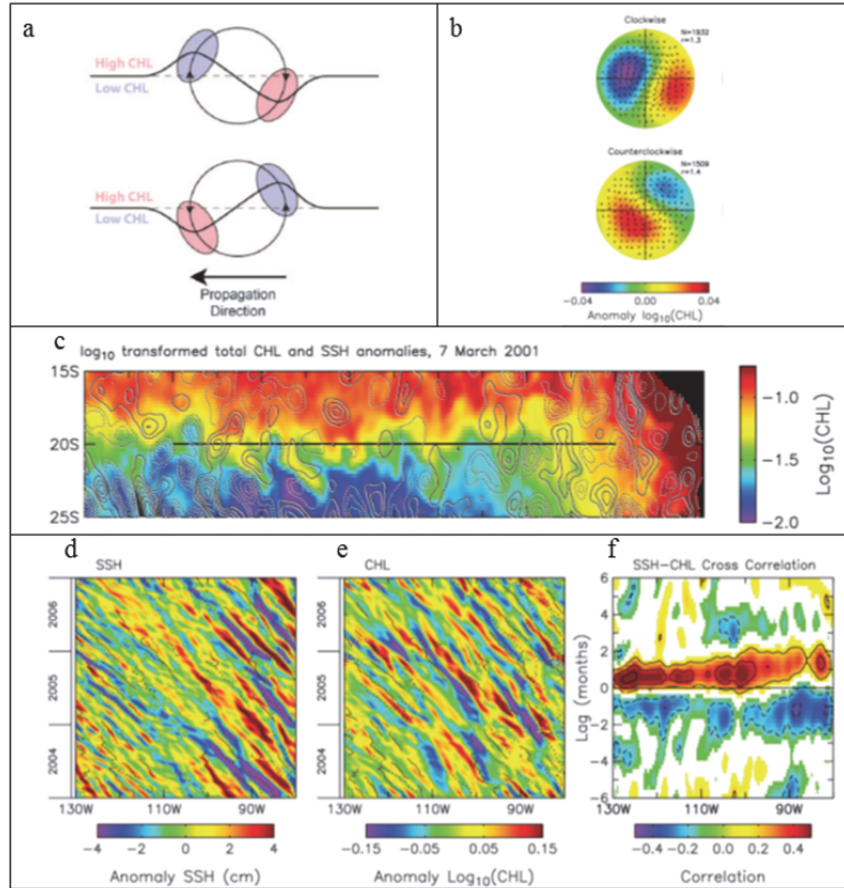 a
High CHL
Low CHL
High CHL
Low CHL
Propagation
Direction
b
Clockwise
N=1932
r=1.3
Counterclockwise
N=1509
r=1.4
-0.04 0.00 0.04
Anomaly log10(CHL)
c
log10 transformed total CHL and SSH anomalies, 7 March 2001
15S
20S
25S
-1.0
-1.5
-2.0
Log10(CHL)
d
SSH
2006
2005
2004
130W 110W 90W
-4 -2 0 2 4
Anomaly SSH (cm)
e
CHL
2006
2005
2004
130W 110W 90W
-0.15 -0.05 0.05 0.15
Anomaly Log10(CHL)
f
SSH-CHL Cross Correlation
Lag (months)
6
4
2
0
-2
-4
-6
130W 110W 90W
-0.4 -0.2 0.0 0.2 0.4
Correlation